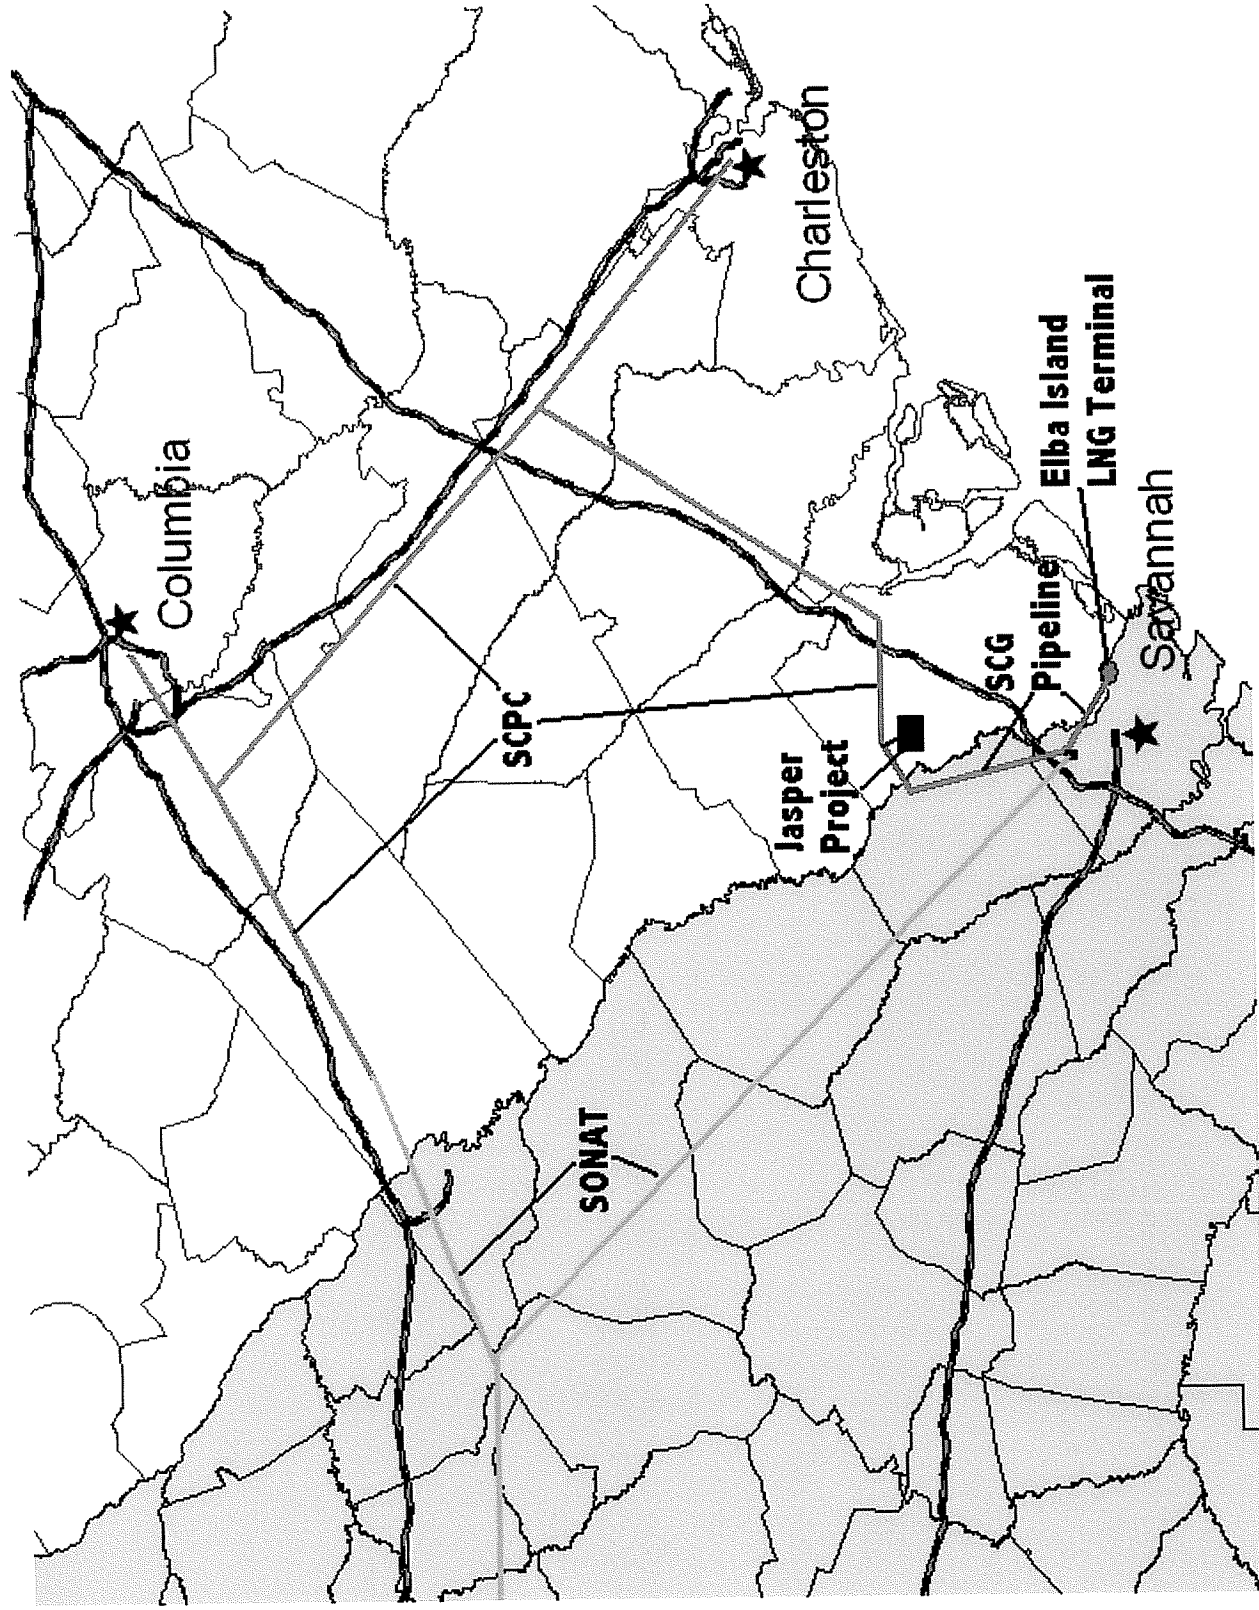 Columbia
Charleston
SCPC
Jasper
Project
SCG
Pipeline
Elba Island
LNG Terminal
Savannah
SONAT